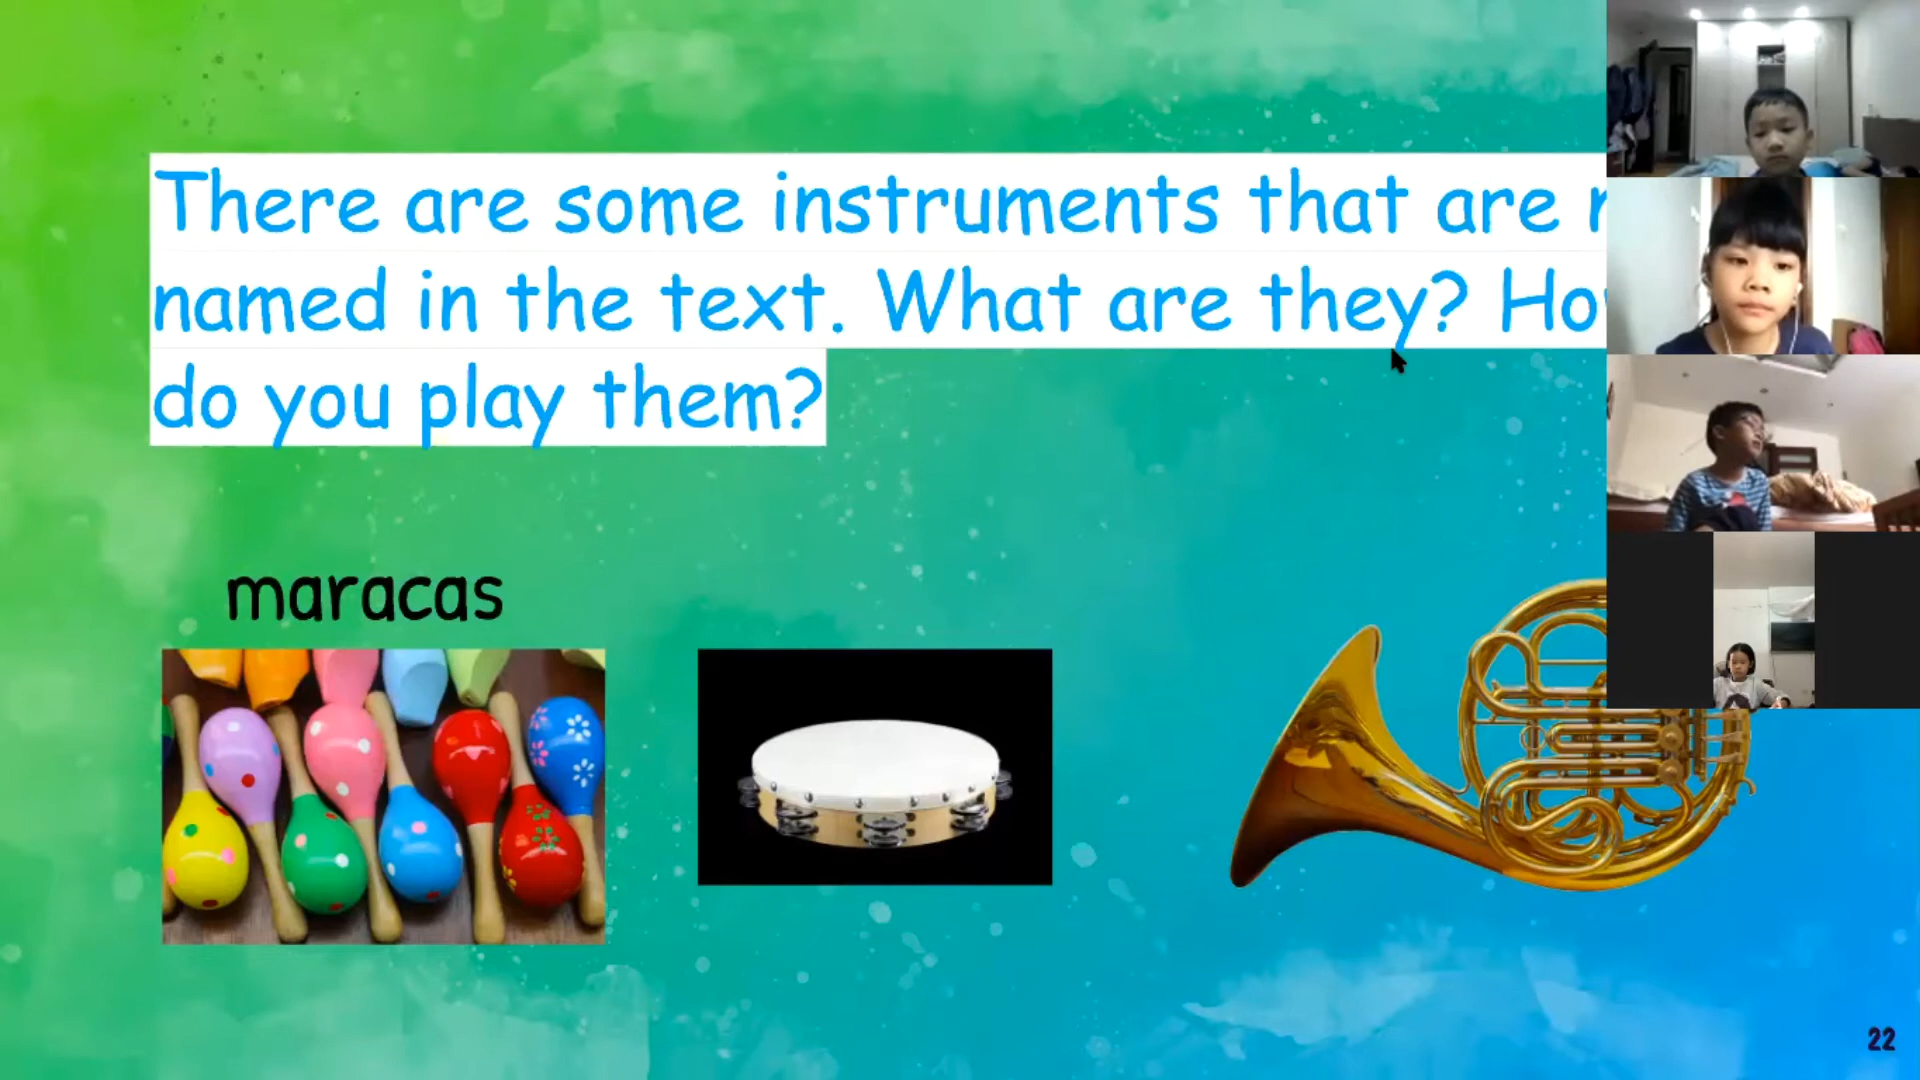 There are some instruments that are
named in the text. What are they?
do you play them?
maracas
22